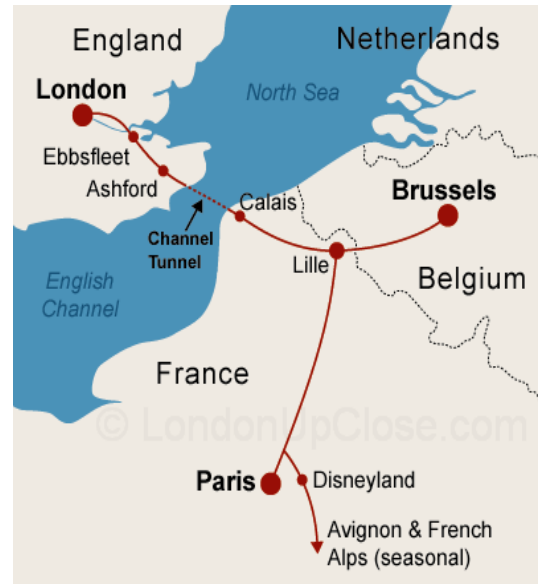 England
Netherlands
London
North Sea
Ebbsfleet
Ashford
Calais
Brussels
Channel
Tunnel
Lille
English
Channel
Belgium
France
© LondonUpClose.com
Paris
Disneyland
Avignon & French
Alps (seasonal)